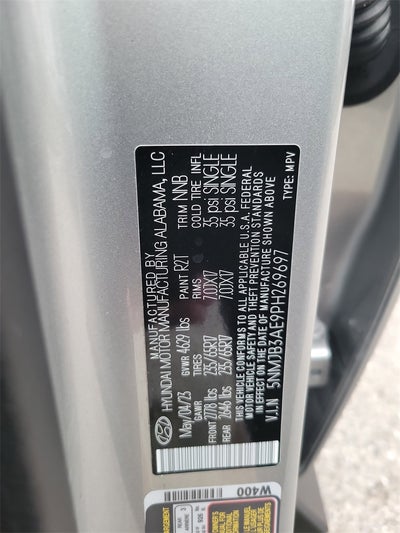 MANUFACTURED BY
HYUNDAI MOTOR MANUFACTURING ALABAMA, LLC
May/04/23 GVWR 4629 lbs PAINT R2T TRIM NNB
GAWR TIRES RIMS COLD TIRE INFL
FRONT 2778 lbs 235/65R17 7.0JX17 35 psi SINGLE
REAR 2646 lbs 235/65R17 7.0JX17 35 psi SINGLE
THIS VEHICLE CONFORMS TO ALL APPLICABLE U.S.A. FEDERAL
MOTOR VEHICLE SAFETY AND THEFT PREVENTION STANDARDS
IN EFFECT ON THE DATE OF MANUFACTURE SHOWN ABOVE
V.I.N 5NMJB3AE9PH269697 TYPE: MPV
W400
REAR
ARRIERE 3